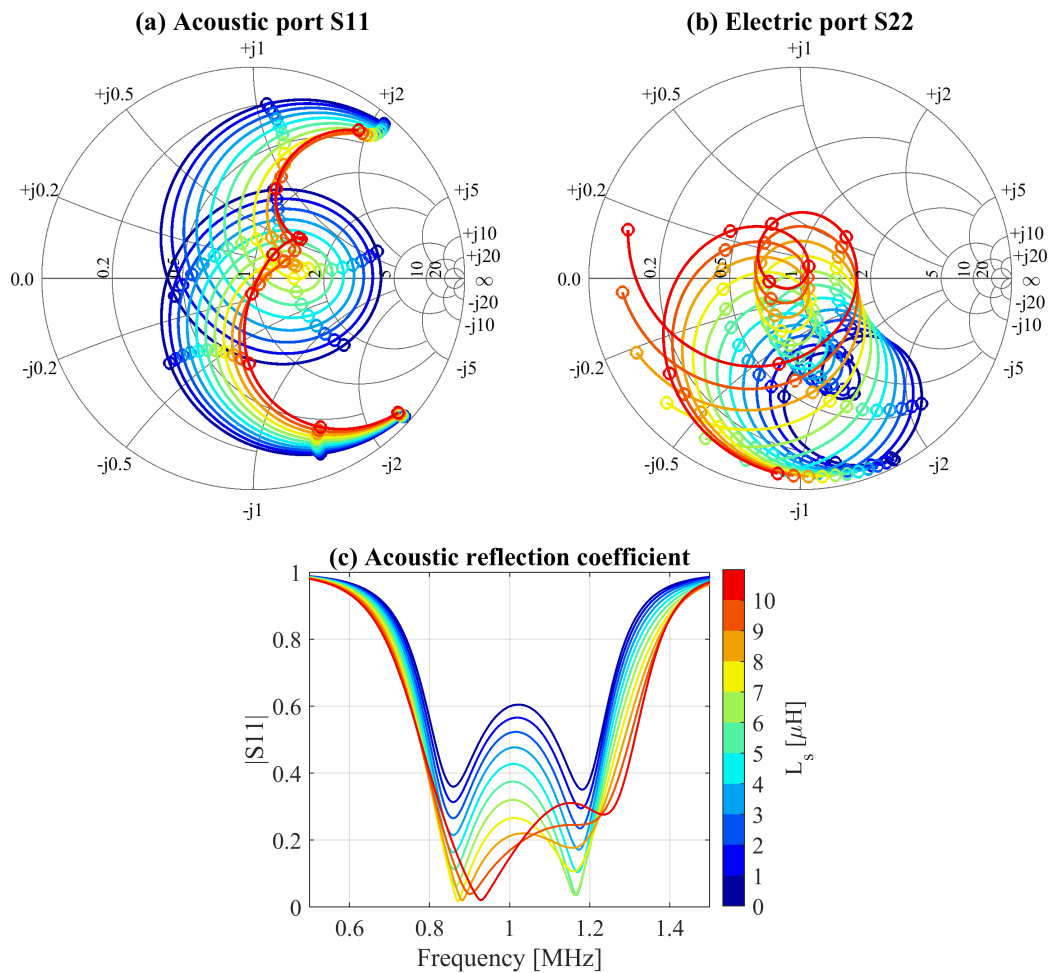 (a) Acoustic port S11
(b) Electric port S22
+j1
+j0.5
+j2
+j0.2
+j5
+j10
+j20
0.0
0.2
0.5
1
2
5
10
20
∞
-j20
-j10
-j0.2
-j5
-j0.5
-j2
-j1
+j1
+j0.5
+j2
+j0.2
+j5
+j10
+j20
0.0
0.2
0.5
1
2
5
10
20
∞
-j20
-j10
-j0.2
-j5
-j0.5
-j2
-j1
(c) Acoustic reflection coefficient
|S11|
1
0.8
0.6
0.4
0.2
0
0.6
0.8
1
1.2
1.4
Frequency [MHz]
10
9
8
7
6
5
4
3
2
1
0
L s [μH]